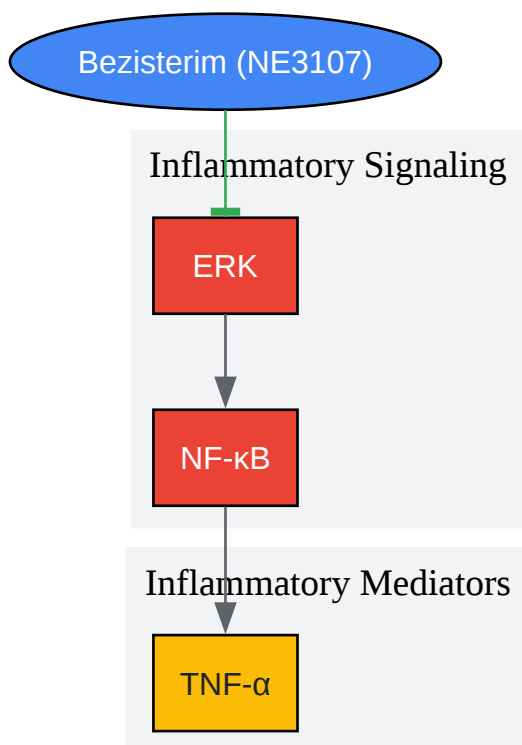 Bezisterim (NE3107)
Inflammatory Signaling
ERK
NF-κB
Inflammatory Mediators
TNF-α